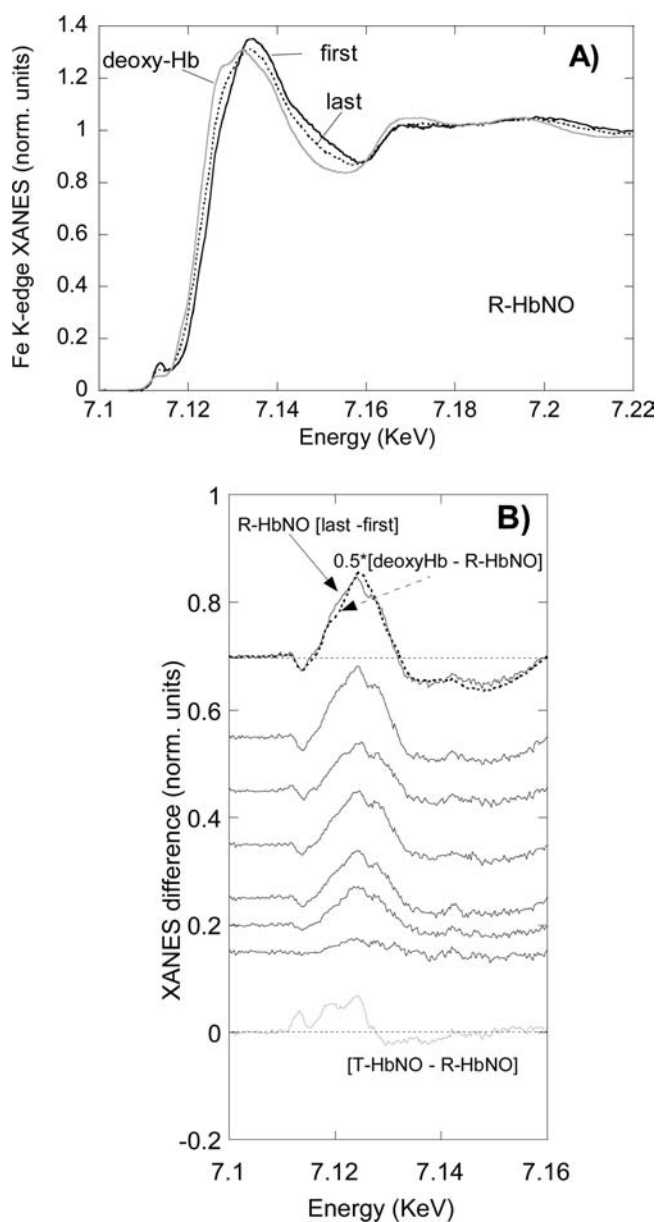 A)
1.4
1.2
1
0.8
0.6
0.4
0.2
0
Fe K-edge XANES (norm. units)
deoxy-Hb
first
last
R-HbNO
7.1 7.12 7.14 7.16 7.18 7.2 7.22
Energy (KeV)
B)
1
0.8
0.6
0.4
0.2
0
-0.2
XANES difference (norm. units)
R-HbNO [last -first]
0.5*[deoxyHb - R-HbNO]
[T-HbNO - R-HbNO]
7.1 7.12 7.14 7.16
Energy (KeV)